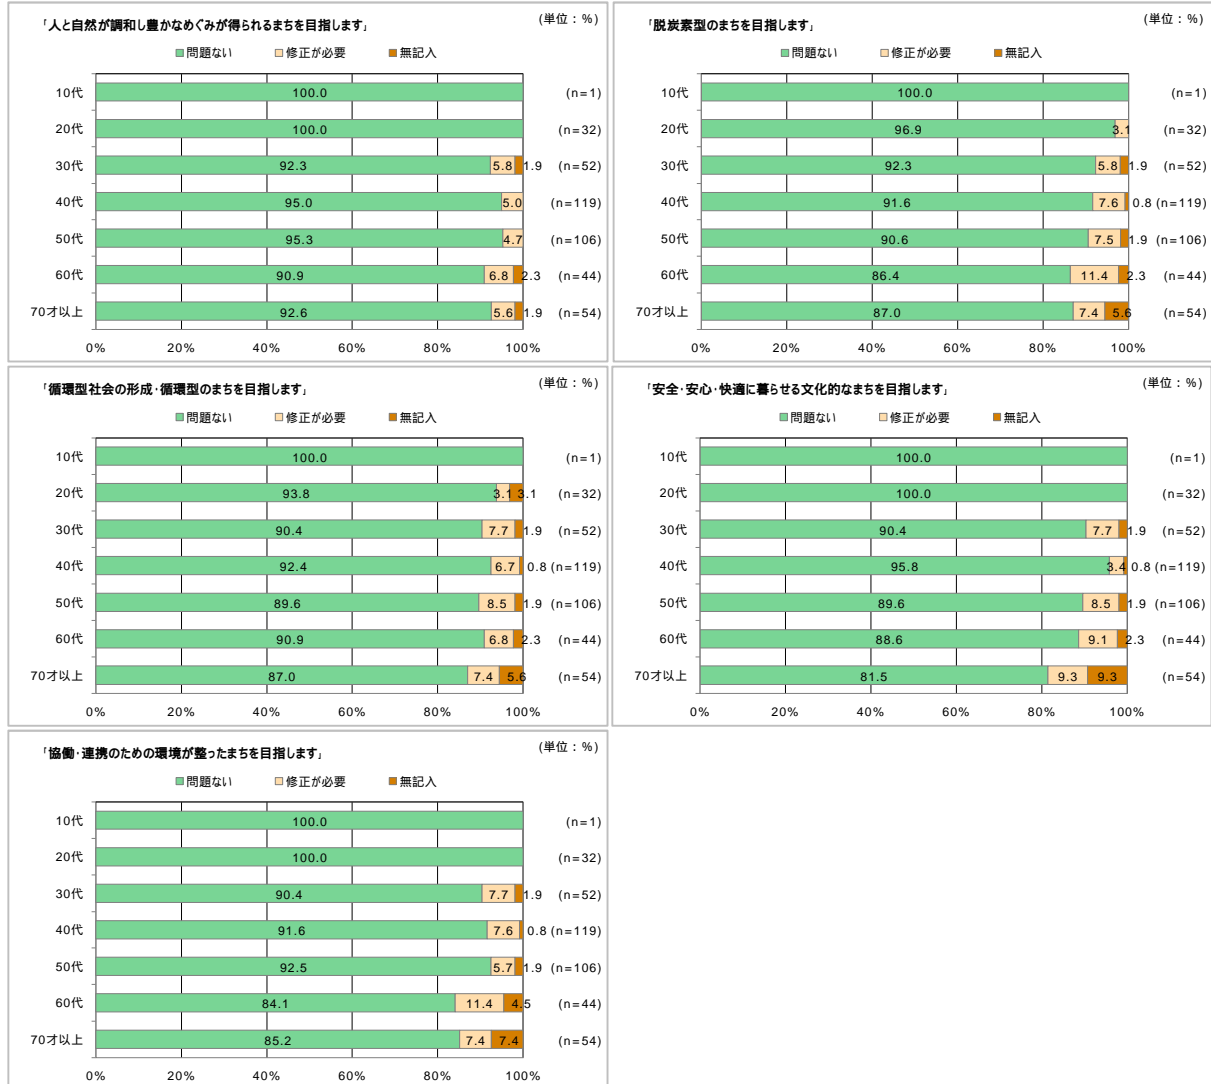 「人と自然が調和し豊かなめぐみが得られるまちを目指します」 (単位：%)
■問題ない □修正が必要 ■無記入
10代 100.0 (n=1)
20代 100.0 (n=32)
30代 92.3 5.8 1.9 (n=52)
40代 95.0 5.0 (n=119)
50代 95.3 4.7 (n=106)
60代 90.9 6.8 2.3 (n=44)
70才以上 92.6 5.6 1.9 (n=54)
0% 20% 40% 60% 80% 100%
「脱炭素型のまちを目指します」 (単位：%)
■問題ない □修正が必要 ■無記入
10代 100.0 (n=1)
20代 96.9 3.1 (n=32)
30代 92.3 5.8 1.9 (n=52)
40代 91.6 7.6 0.8 (n=119)
50代 90.6 7.5 1.9 (n=106)
60代 86.4 11.4 2.3 (n=44)
70才以上 87.0 7.4 5.6 (n=54)
0% 20% 40% 60% 80% 100%
「循環型社会の形成・循環型のまちを目指します」 (単位：%)
■問題ない □修正が必要 ■無記入
10代 100.0 (n=1)
20代 93.8 3.1 3.1 (n=32)
30代 90.4 7.7 1.9 (n=52)
40代 92.4 6.7 0.8 (n=119)
50代 89.6 8.5 1.9 (n=106)
60代 90.9 6.8 2.3 (n=44)
70才以上 87.0 7.4 5.6 (n=54)
0% 20% 40% 60% 80% 100%
「安全・安心・快適に暮らせる文化的なまちを目指します」 (単位：%)
■問題ない □修正が必要 ■無記入
10代 100.0 (n=1)
20代 100.0 (n=32)
30代 90.4 7.7 1.9 (n=52)
40代 95.8 3.4 0.8 (n=119)
50代 89.6 8.5 1.9 (n=106)
60代 88.6 9.1 2.3 (n=44)
70才以上 81.5 9.3 9.3 (n=54)
0% 20% 40% 60% 80% 100%
「協働・連携のための環境が整ったまちを目指します」 (単位：%)
■問題ない □修正が必要 ■無記入
10代 100.0 (n=1)
20代 100.0 (n=32)
30代 90.4 7.7 1.9 (n=52)
40代 91.6 7.6 0.8 (n=119)
50代 92.5 5.7 1.9 (n=106)
60代 84.1 11.4 4.5 (n=44)
70才以上 85.2 7.4 7.4 (n=54)
0% 20% 40% 60% 80% 100%